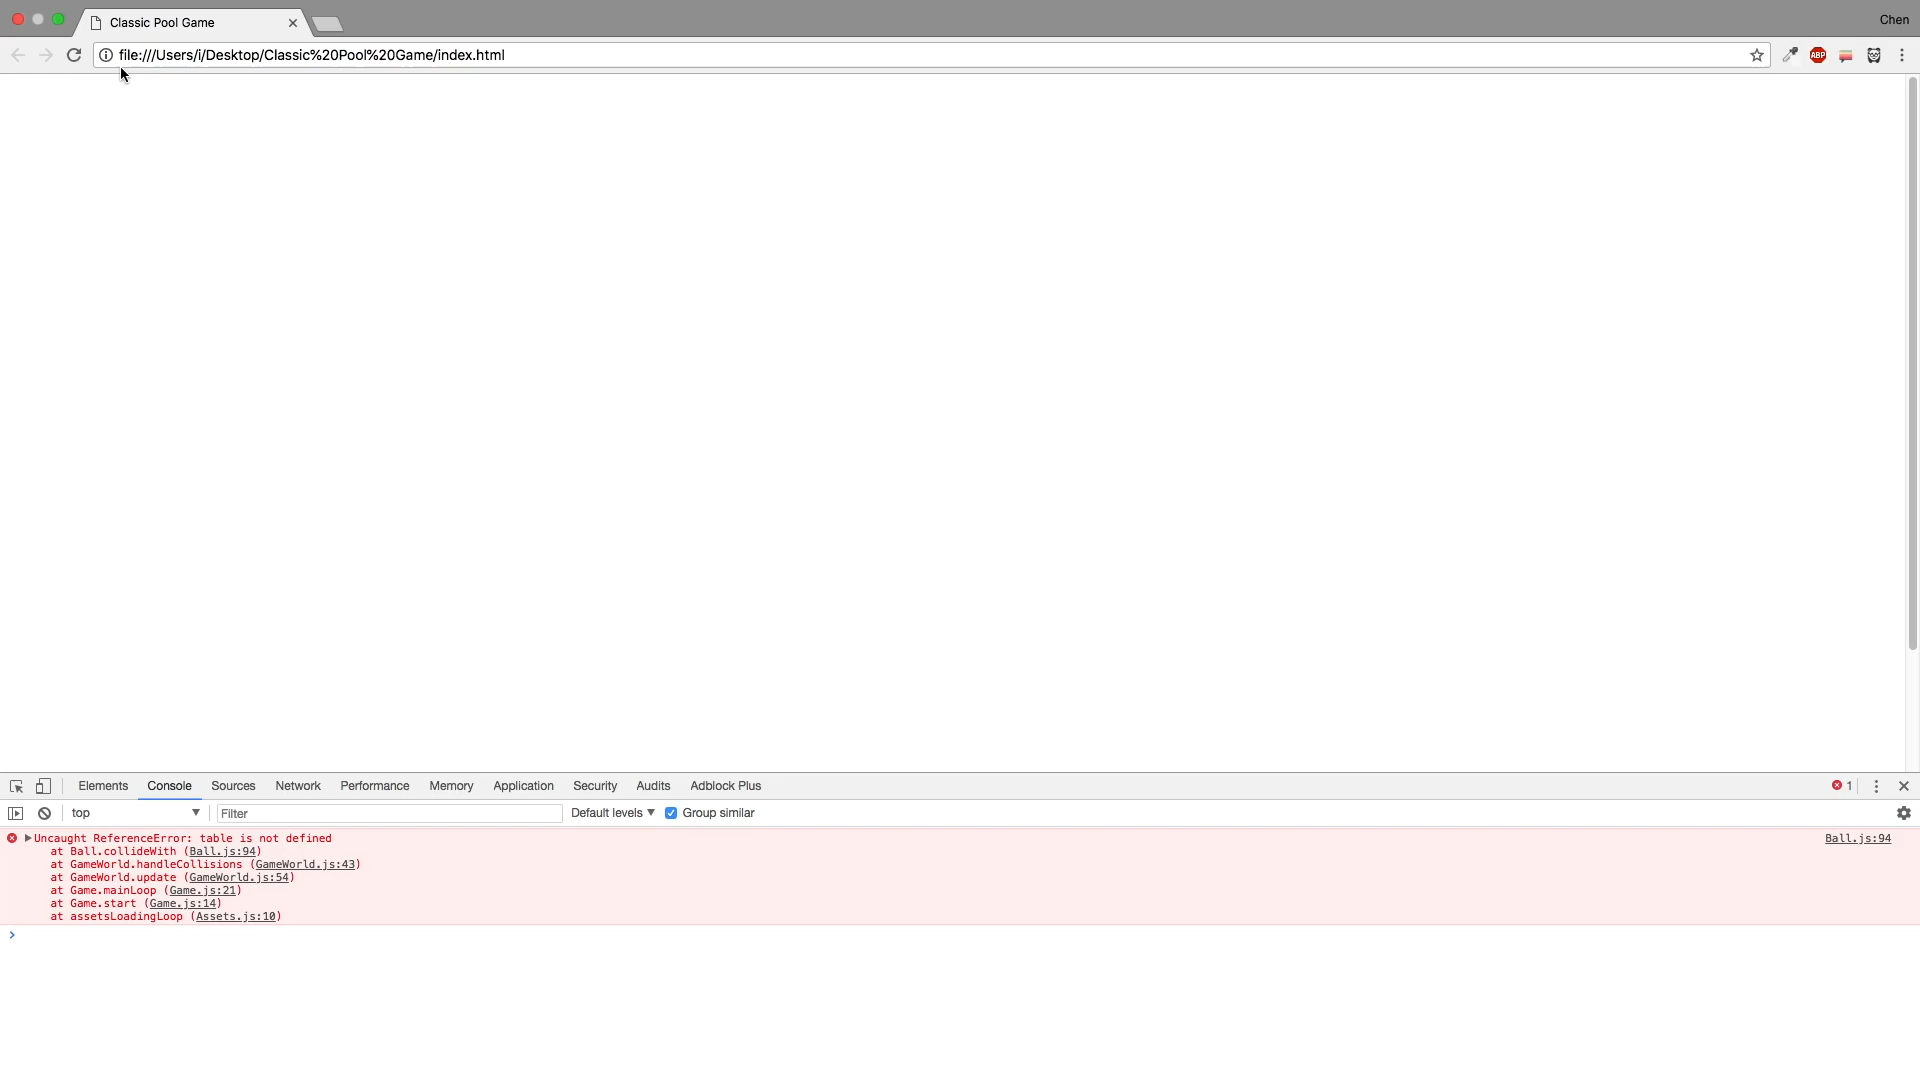 Classic Pool Game
Chen
file:///Users/i/Desktop/Classic%20Pool%20Game/index.html
ABP
Elements Console Sources Network Performance Memory Application Security Audits Adblock Plus 1
top Filter Default levels Group similar
Uncaught ReferenceError: table is not defined Ball.js:94
at Ball.collideWith (Ball.js:94)
at GameWorld.handleCollisions (GameWorld.js:43)
at GameWorld.update (GameWorld.js:54)
at Game.mainLoop (Game.js:21)
at Game.start (Game.js:14)
at assetsLoadingLoop (Assets.js:10)